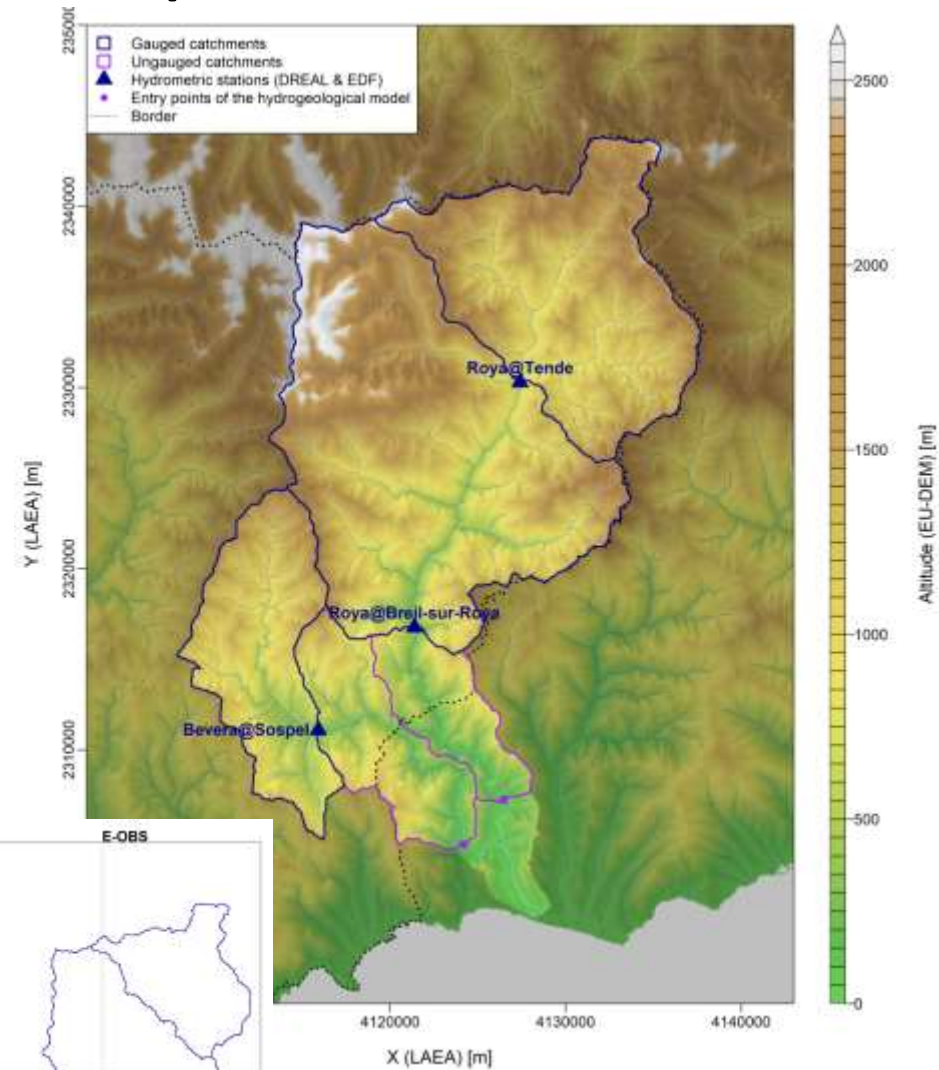 Gauged catchments
Ungauged catchments
Hydrometric stations (DREAL & EDF)
Entry points of the hydrogeological model
Border
2350000
2340000
2330000
2320000
2310000
Y (LAEA) [m]
Roya@Tende
Roya@Breil-sur-Roya
Bevera@Sospel
2500
2000
1500
1000
500
0
Altitude (EU-DEM) [m]
E-OBS
4120000
4130000
4140000
X (LAEA) [m]